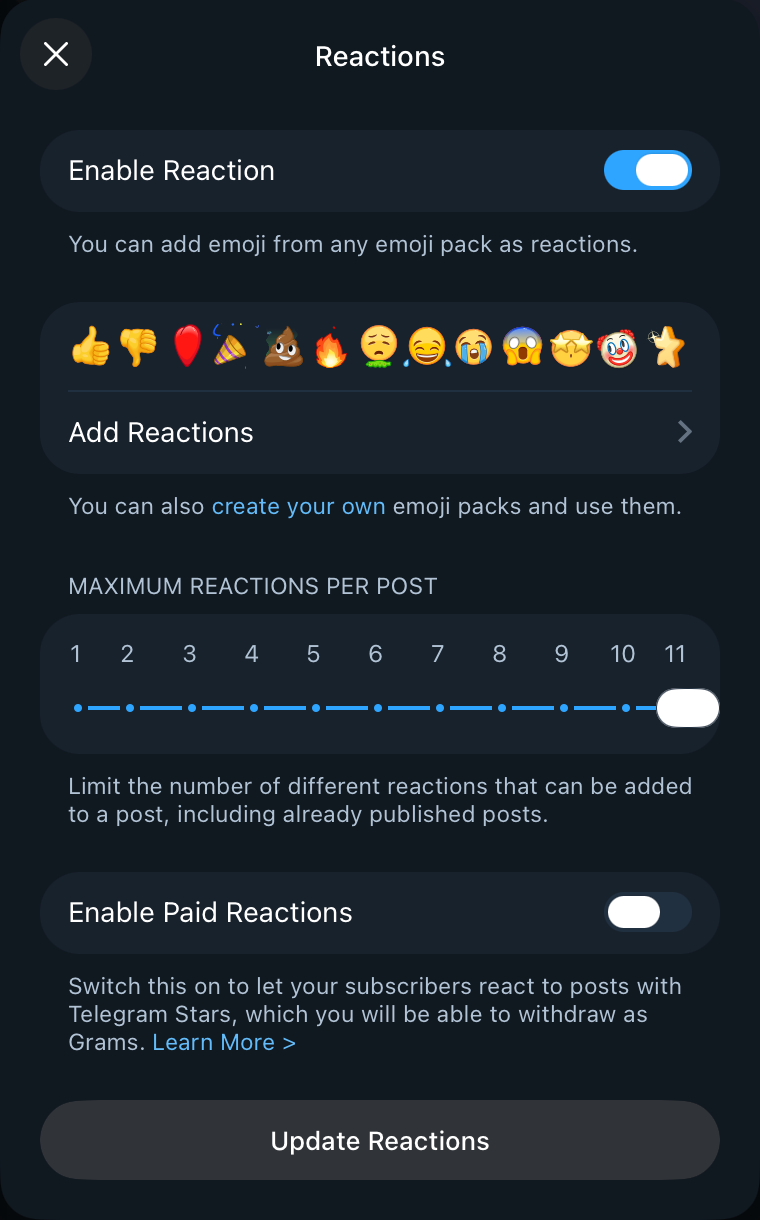 Reactions
Enable Reaction
You can add emoji from any emoji pack as reactions.
Add Reactions
You can also create your own emoji packs and use them.
MAXIMUM REACTIONS PER POST
1 2 3 4 5 6 7 8 9 10 11
Limit the number of different reactions that can be added
to a post, including already published posts.
Enable Paid Reactions
Switch this on to let your subscribers react to posts with
Telegram Stars, which you will be able to withdraw as
Grams. Learn More >
Update Reactions